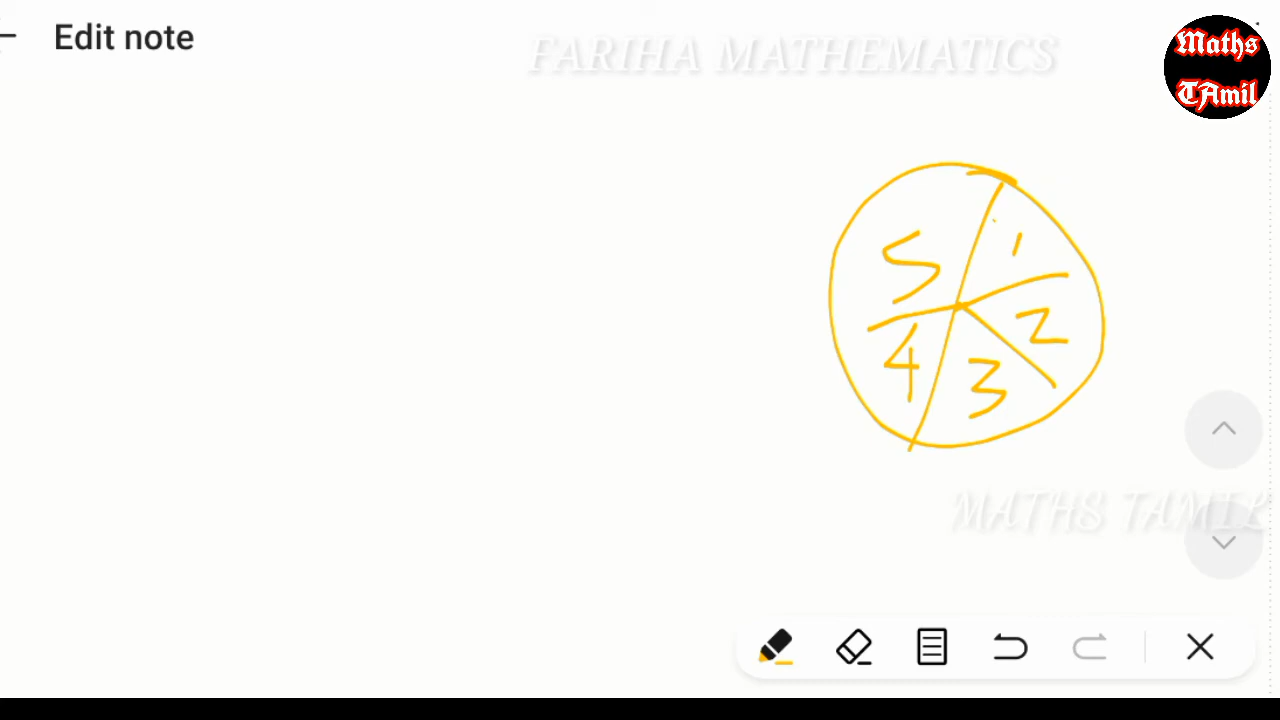 Edit note
FARIHA MATHEMATICS
Maths
TAmil
5 1
2
4 3
MATHS TAMIL